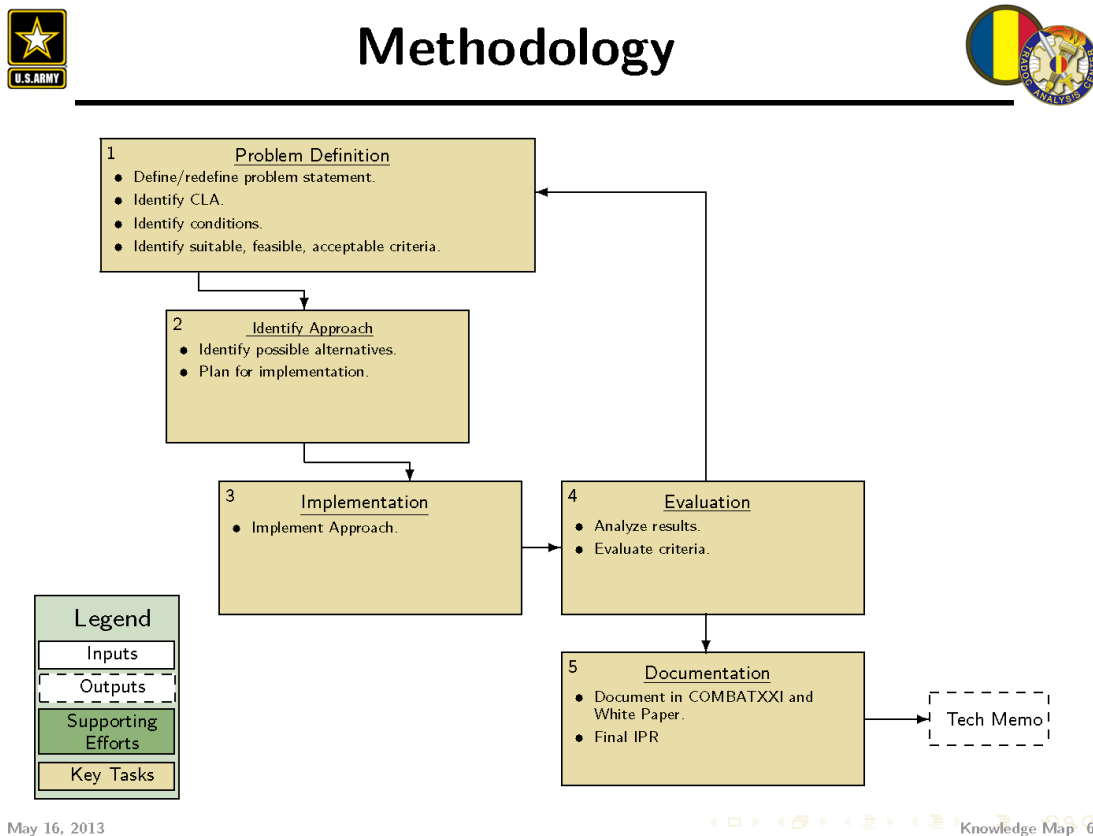 Methodology
U.S.ARMY
TRADOC ANALYSIS CENTER
1
Problem Definition
Define/redefine problem statement.
Identify CLA.
Identify conditions.
Identify suitable, feasible, acceptable criteria.
2
Identify Approach
Identify possible alternatives.
Plan for implementation.
3
Implementation
Implement Approach.
4
Evaluation
Analyze results.
Evaluate criteria.
5
Documentation
Document in COMBATXXI and
White Paper.
Final IPR
Tech Memo
Legend
Inputs
Outputs
Supporting
Efforts
Key Tasks
May 16, 2013
Knowledge Map 6